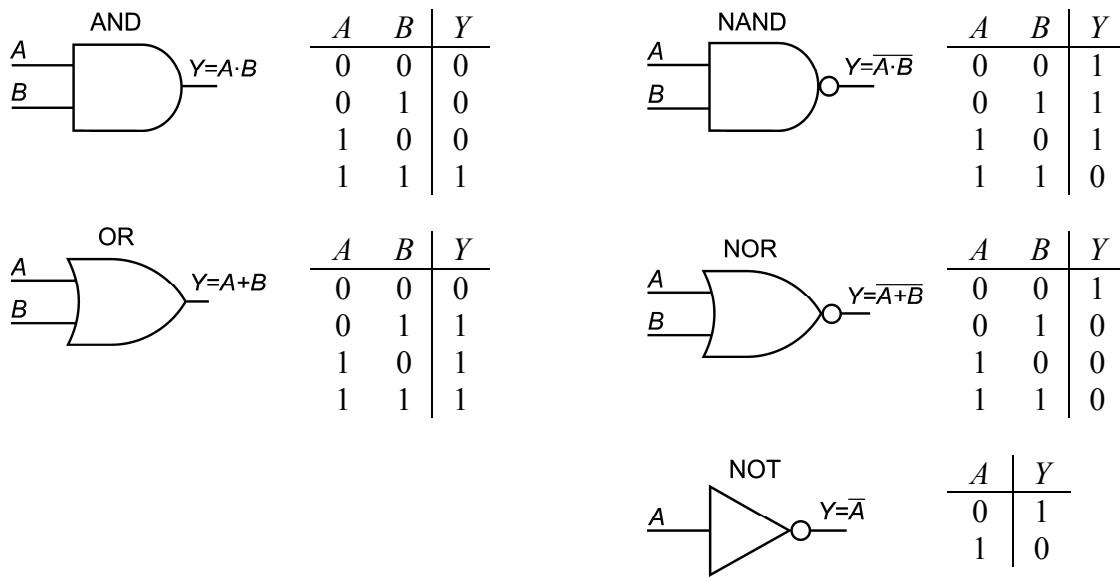 AND
A
B
Y=A·B
A B Y
0 0 0
0 1 0
1 0 0
1 1 1
NAND
A
B
Y=\overline{A·B}
A B Y
0 0 1
0 1 1
1 0 1
1 1 0
OR
A
B
Y=A+B
A B Y
0 0 0
0 1 1
1 0 1
1 1 1
NOR
A
B
Y=\overline{A+B}
A B Y
0 0 1
0 1 0
1 0 0
1 1 0
NOT
A
Y=\overline{A}
A Y
0 1
1 0